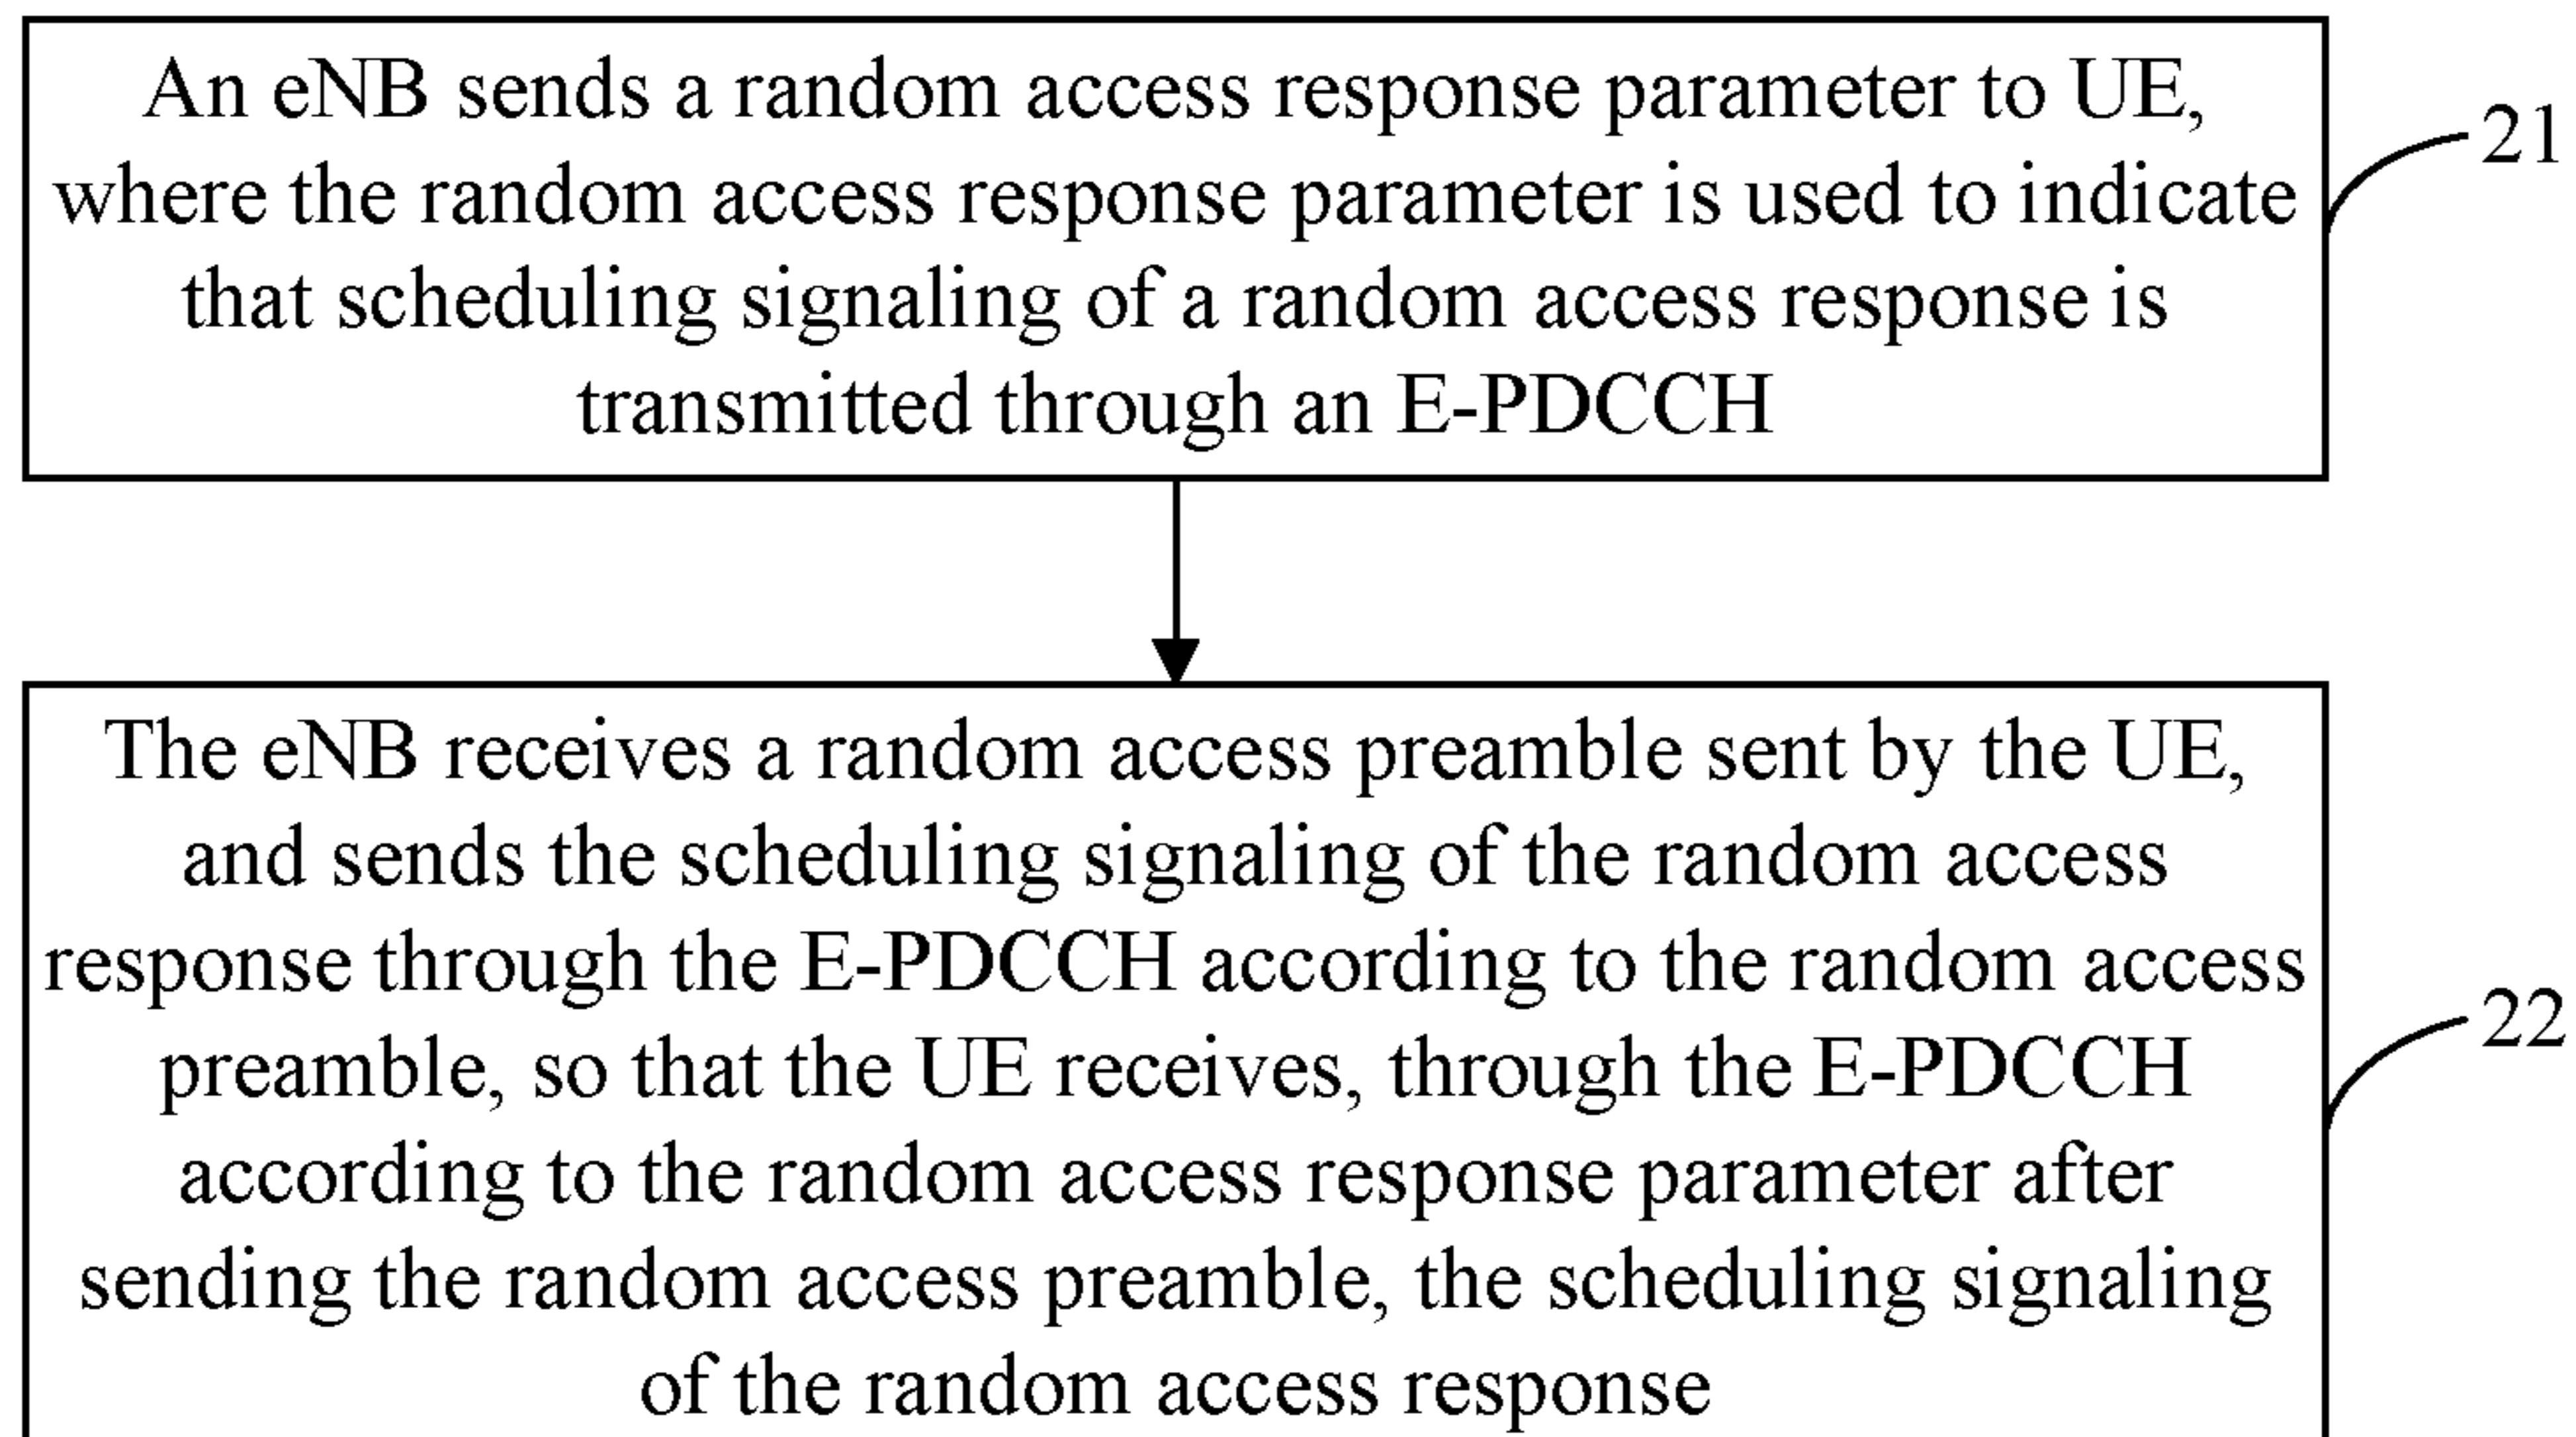 An eNB sends a random access response parameter to UE,
where the random access response parameter is used to indicate
that scheduling signaling of a random access response is
transmitted through an E-PDCCH
21
The eNB receives a random access preamble sent by the UE,
and sends the scheduling signaling of the random access
response through the E-PDCCH according to the random access
preamble, so that the UE receives, through the E-PDCCH
according to the random access response parameter after
sending the random access preamble, the scheduling signaling
of the random access response
22